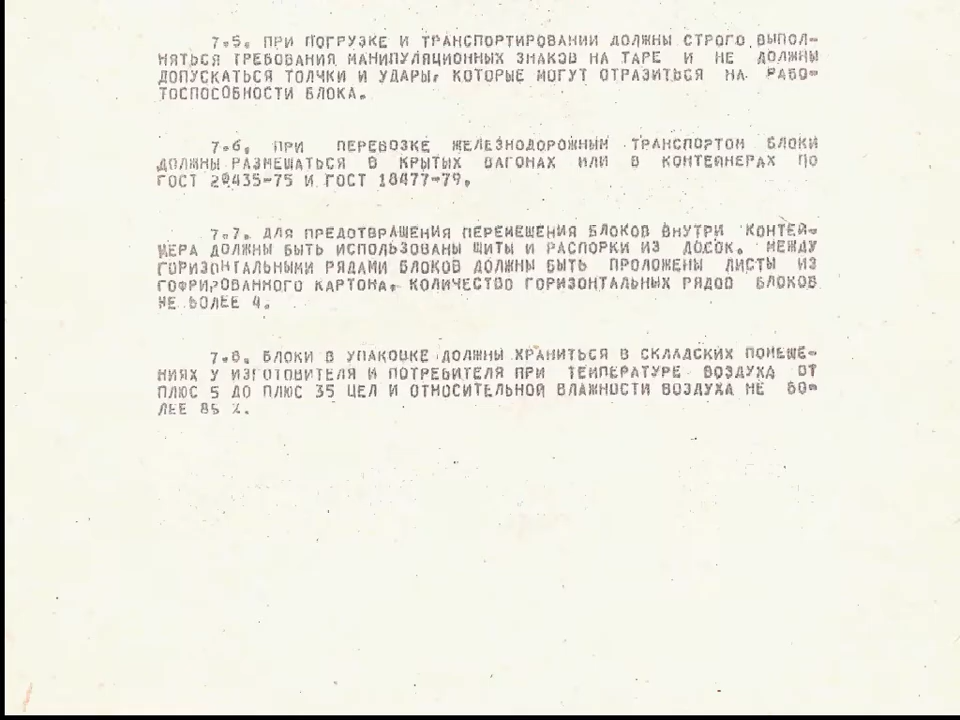 7.5. ПРИ ПОГРУЗКЕ И ТРАНСПОРТИРОВАНИИ ДОЛЖНЫ СТРОГО ВЫПОЛ-
НЯТЬСЯ ТРЕБОВАНИЯ МАНИПУЛЯЦИОННЫХ ЗНАКОВ НА ТАРЕ И НЕ ДОЛЖНЫ
ДОПУСКАТЬСЯ ТОЛЧКИ И УДАРЫ, КОТОРЫЕ МОГУТ ОТРАЗИТЬСЯ НА РАБО-
ТОСПОСОБНОСТИ БЛОКА.
7.6. ПРИ ПЕРЕВОЗКЕ ЖЕЛЕЗНОДОРОЖНЫМ ТРАНСПОРТОМ БЛОКИ
ДОЛЖНЫ РАЗМЕЩАТЬСЯ В КРЫТЫХ ВАГОНАХ ИЛИ В КОНТЕЙНЕРАХ ПО
ГОСТ 20435-75 И ГОСТ 18477-79.
7.7. ДЛЯ ПРЕДОТВРАЩЕНИЯ ПЕРЕМЕЩЕНИЯ БЛОКОВ ВНУТРИ КОНТЕЙ-
НЕРА ДОЛЖНЫ БЫТЬ ИСПОЛЬЗОВАНЫ ЩИТЫ И РАСПОРКИ ИЗ ДОСОК. МЕЖДУ
ГОРИЗОНТАЛЬНЫМИ РЯДАМИ БЛОКОВ ДОЛЖНЫ БЫТЬ ПРОЛОЖЕНЫ ЛИСТЫ ИЗ
ГОФРИРОВАННОГО КАРТОНА. КОЛИЧЕСТВО ГОРИЗОНТАЛЬНЫХ РЯДОВ БЛОКОВ
НЕ БОЛЕЕ 4.
7.8. БЛОКИ В УПАКОВКЕ ДОЛЖНЫ ХРАНИТЬСЯ В СКЛАДСКИХ ПОМЕЩЕ-
НИЯХ У ИЗГОТОВИТЕЛЯ И ПОТРЕБИТЕЛЯ ПРИ ТЕМПЕРАТУРЕ ВОЗДУХА ОТ
ПЛЮС 5 ДО ПЛЮС 35 ЦЕЛ И ОТНОСИТЕЛЬНОЙ ВЛАЖНОСТИ ВОЗДУХА НЕ БО-
ЛЕЕ 85 %.